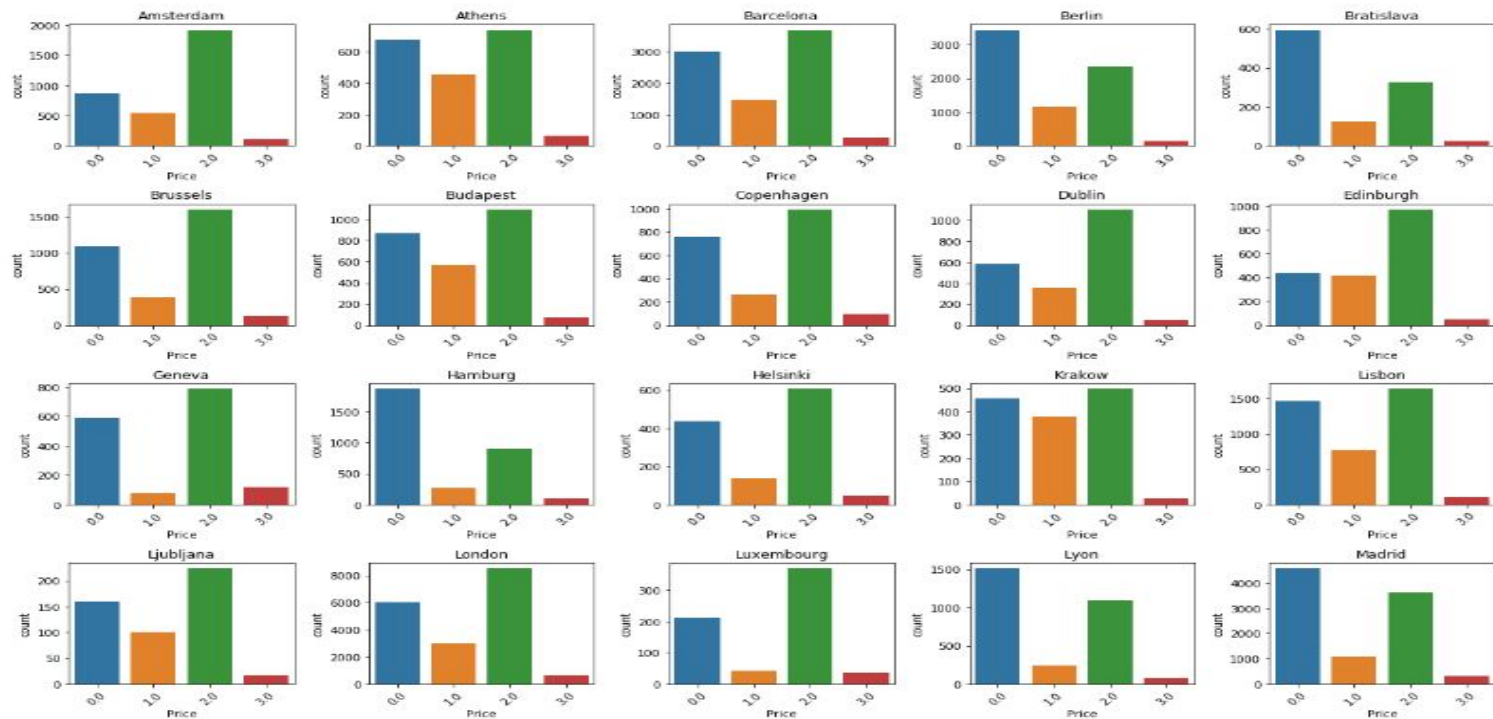 Amsterdam
2000
1500
1000
500
0
count
0.0 1.0 2.0 3.0
Price
Athens
600
400
200
0
count
0.0 1.0 2.0 3.0
Price
Barcelona
3000
2000
1000
0
count
0.0 1.0 2.0 3.0
Price
Berlin
3000
2000
1000
0
count
0.0 1.0 2.0 3.0
Price
Bratislava
600
400
200
0
count
0.0 1.0 2.0 3.0
Price
Brussels
1500
1000
500
0
count
0.0 1.0 2.0 3.0
Price
Budapest
1000
800
600
400
200
0
count
0.0 1.0 2.0 3.0
Price
Copenhagen
1000
800
600
400
200
0
count
0.0 1.0 2.0 3.0
Price
Dublin
1000
800
600
400
200
0
count
0.0 1.0 2.0 3.0
Price
Edinburgh
1000
800
600
400
200
0
count
0.0 1.0 2.0 3.0
Price
Geneva
800
600
400
200
0
count
0.0 1.0 2.0 3.0
Price
Hamburg
1500
1000
500
0
count
0.0 1.0 2.0 3.0
Price
Helsinki
600
400
200
0
count
0.0 1.0 2.0 3.0
Price
Krakow
500
400
300
200
100
0
count
0.0 1.0 2.0 3.0
Price
Lisbon
1500
1000
500
0
count
0.0 1.0 2.0 3.0
Price
Ljubljana
200
150
100
50
0
count
0.0 1.0 2.0 3.0
Price
London
8000
6000
4000
2000
0
count
0.0 1.0 2.0 3.0
Price
Luxembourg
300
200
100
0
count
0.0 1.0 2.0 3.0
Price
Lyon
1500
1000
500
0
count
0.0 1.0 2.0 3.0
Price
Madrid
4000
3000
2000
1000
0
count
0.0 1.0 2.0 3.0
Price